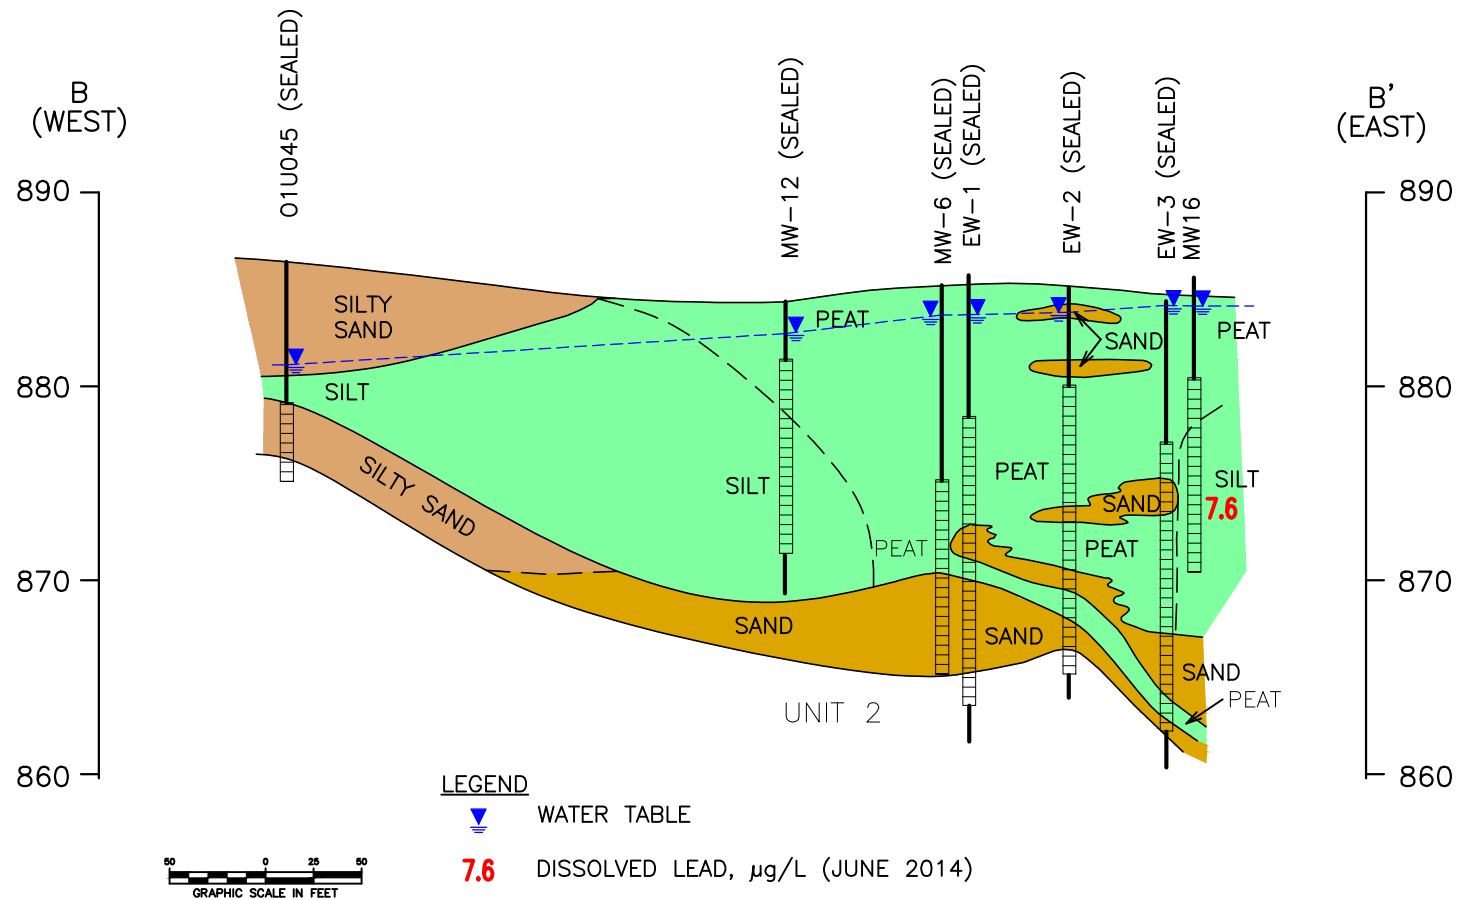 B
(WEST)
01U045 (SEALED)
MW-12 (SEALED)
MW-6 (SEALED)
EW-1 (SEALED)
EW-2 (SEALED)
EW-3 (SEALED)
MW16
B'
(EAST)
890
890
SILTY
SAND
PEAT
PEAT
SAND
880
880
SILT
SILTY SAND
SILT
PEAT
SAND
SILT
7.6
PEAT
PEAT
870
870
SAND
SAND
SAND
PEAT
UNIT 2
860
860
LEGEND
WATER TABLE
7.6 DISSOLVED LEAD, µg/L (JUNE 2014)
50 0 25 50
GRAPHIC SCALE IN FEET